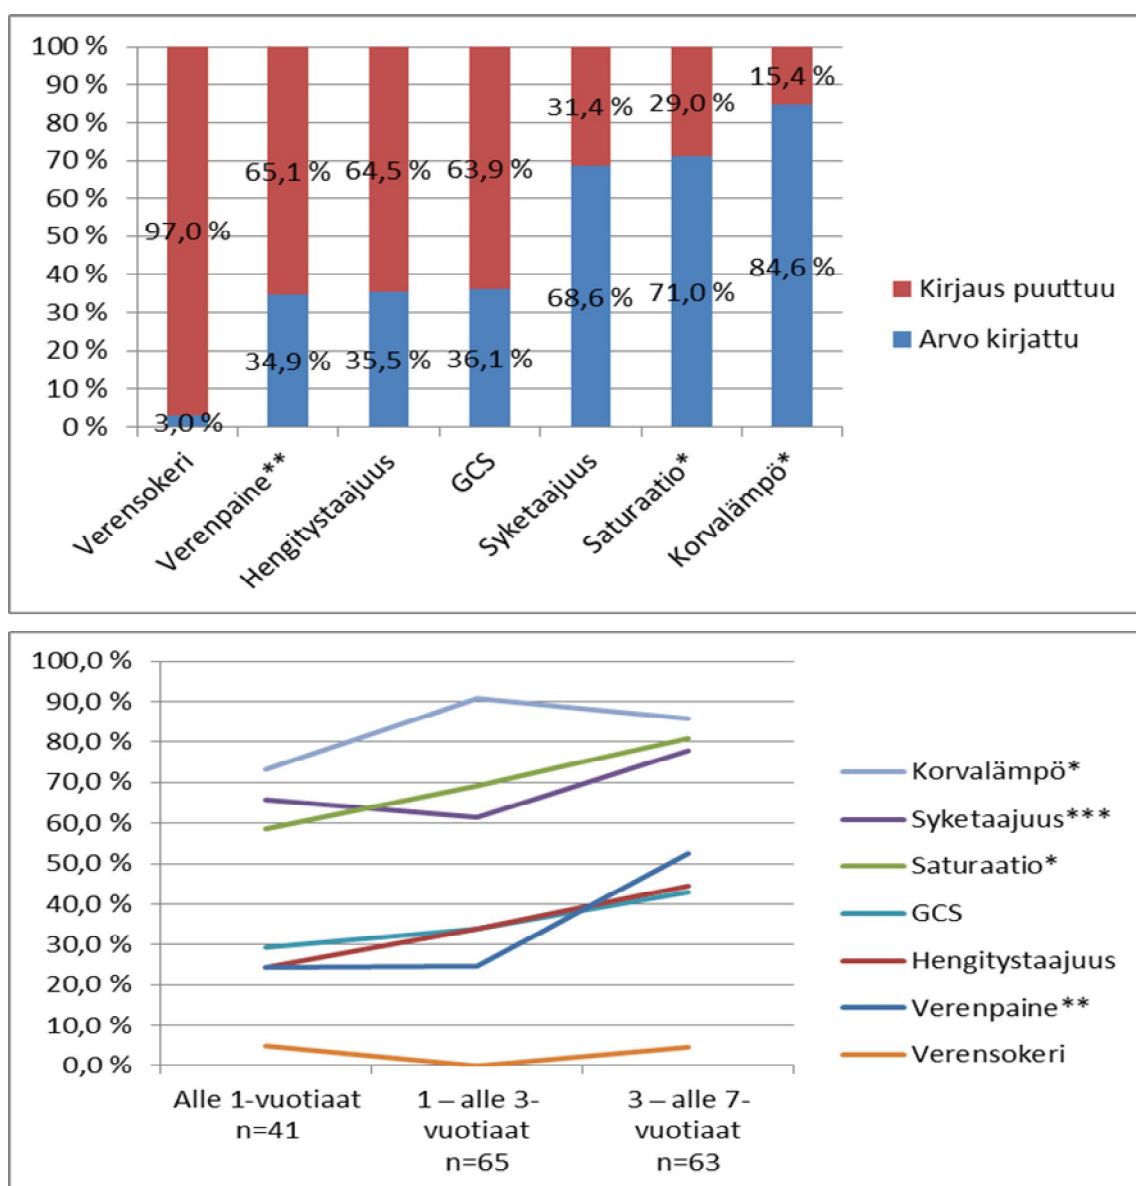 100 %
90 %
80 %
70 %
60 %
50 %
40 %
30 %
20 %
10 %
0 %
97,0 %
65,1 %
64,5 %
63,9 %
31,4 %
29,0 %
15,4 %
3,0 %
34,9 %
35,5 %
36,1 %
68,6 %
71,0 %
84,6 %
Verensokeri
Verenpaine**
Hengitystaajuus
GCS
Syketaajuus
Saturaatio*
Korvalämpö*
Kirjaus puuttuu
Arvo kirjattu
100,0 %
90,0 %
80,0 %
70,0 %
60,0 %
50,0 %
40,0 %
30,0 %
20,0 %
10,0 %
0,0 %
Alle 1-vuotiaat
n=41
1 – alle 3-
vuotiaat
n=65
3 – alle 7-
vuotiaat
n=63
Korvalämpö*
Syketaajuus***
Saturaatio*
GCS
Hengitystaajuus
Verenpaine**
Verensokeri